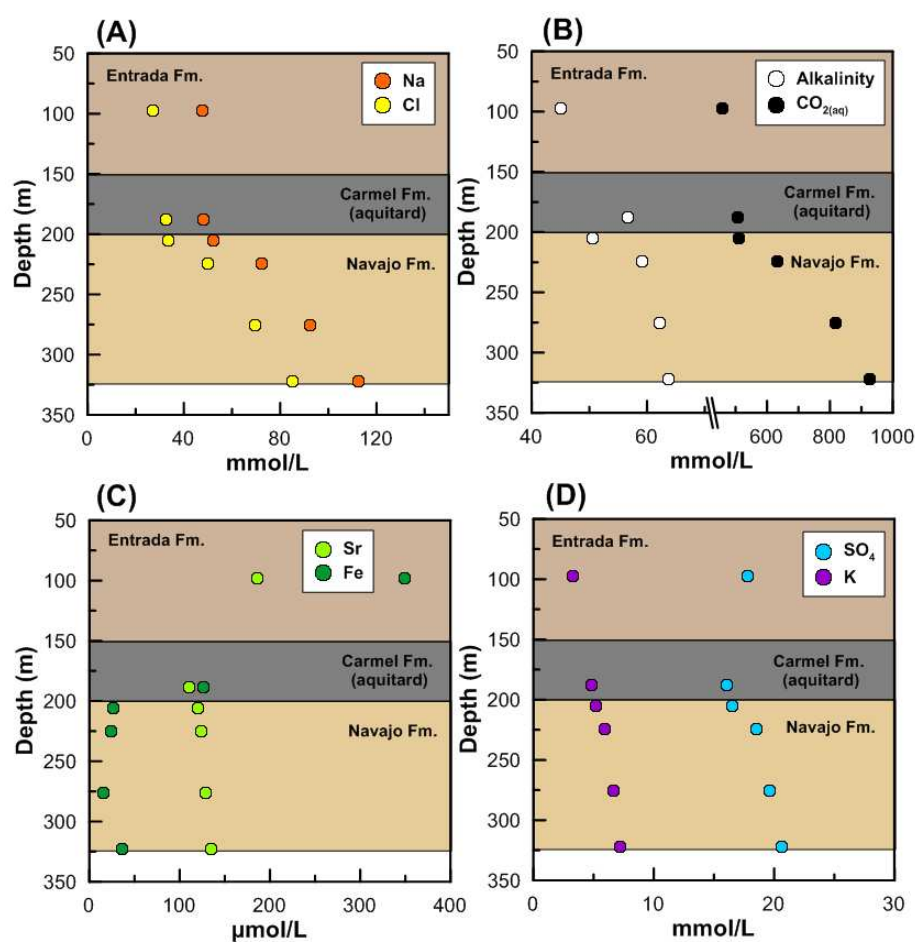 (A)
50
100
150
200
250
300
350
Depth (m)
Entrada Fm.
Na
Cl
Carmel Fm.
(aquitard)
Navajo Fm.
0 40 80 120
mmol/L
(B)
50
100
150
200
250
300
350
Depth (m)
Entrada Fm.
Alkalinity
CO2(aq)
Carmel Fm.
(aquitard)
Navajo Fm.
40 60 600 800 1000
mmol/L
(C)
50
100
150
200
250
300
350
Depth (m)
Entrada Fm.
Sr
Fe
Carmel Fm.
(aquitard)
Navajo Fm.
0 100 200 300 400
µmol/L
(D)
50
100
150
200
250
300
350
Depth (m)
Entrada Fm.
SO4
K
Carmel Fm.
(aquitard)
Navajo Fm.
0 10 20 30
mmol/L